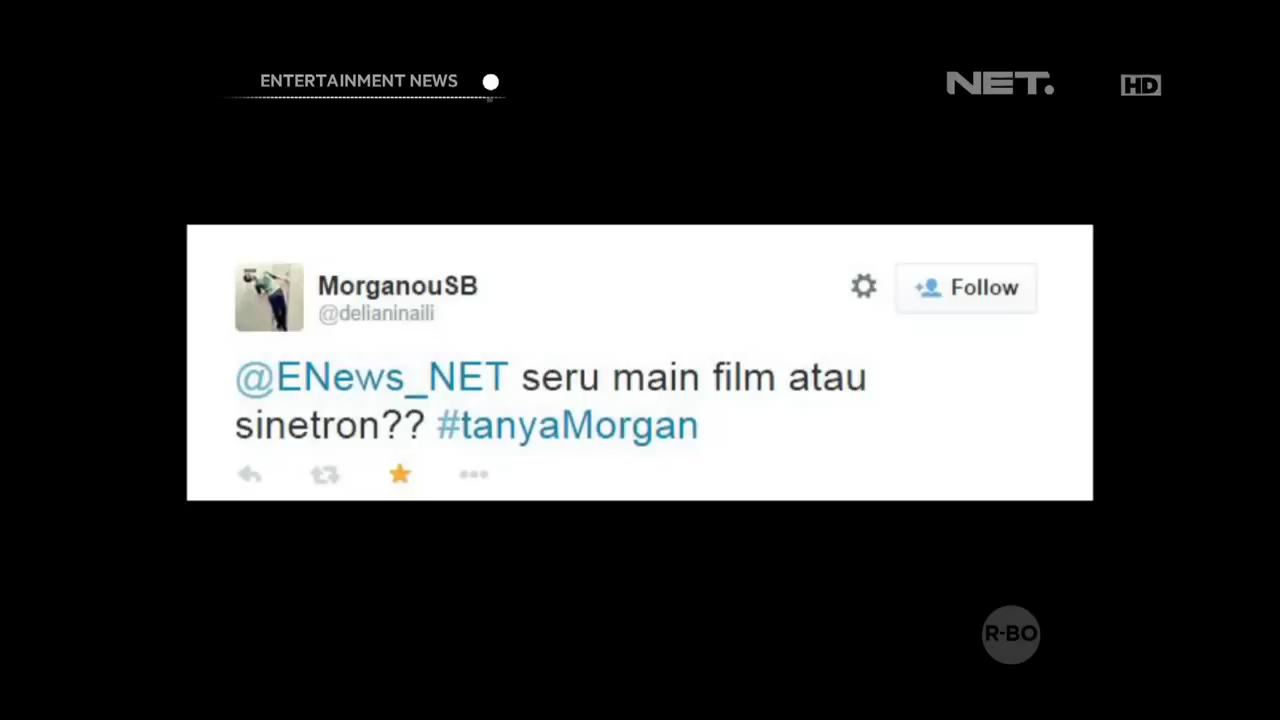 ENTERTAINMENT NEWS
NET.
HD
MorganouSB
Follow
@delianinaili
@ENews_NET seru main film atau
sinetron?? #tanyaMorgan
R-BO